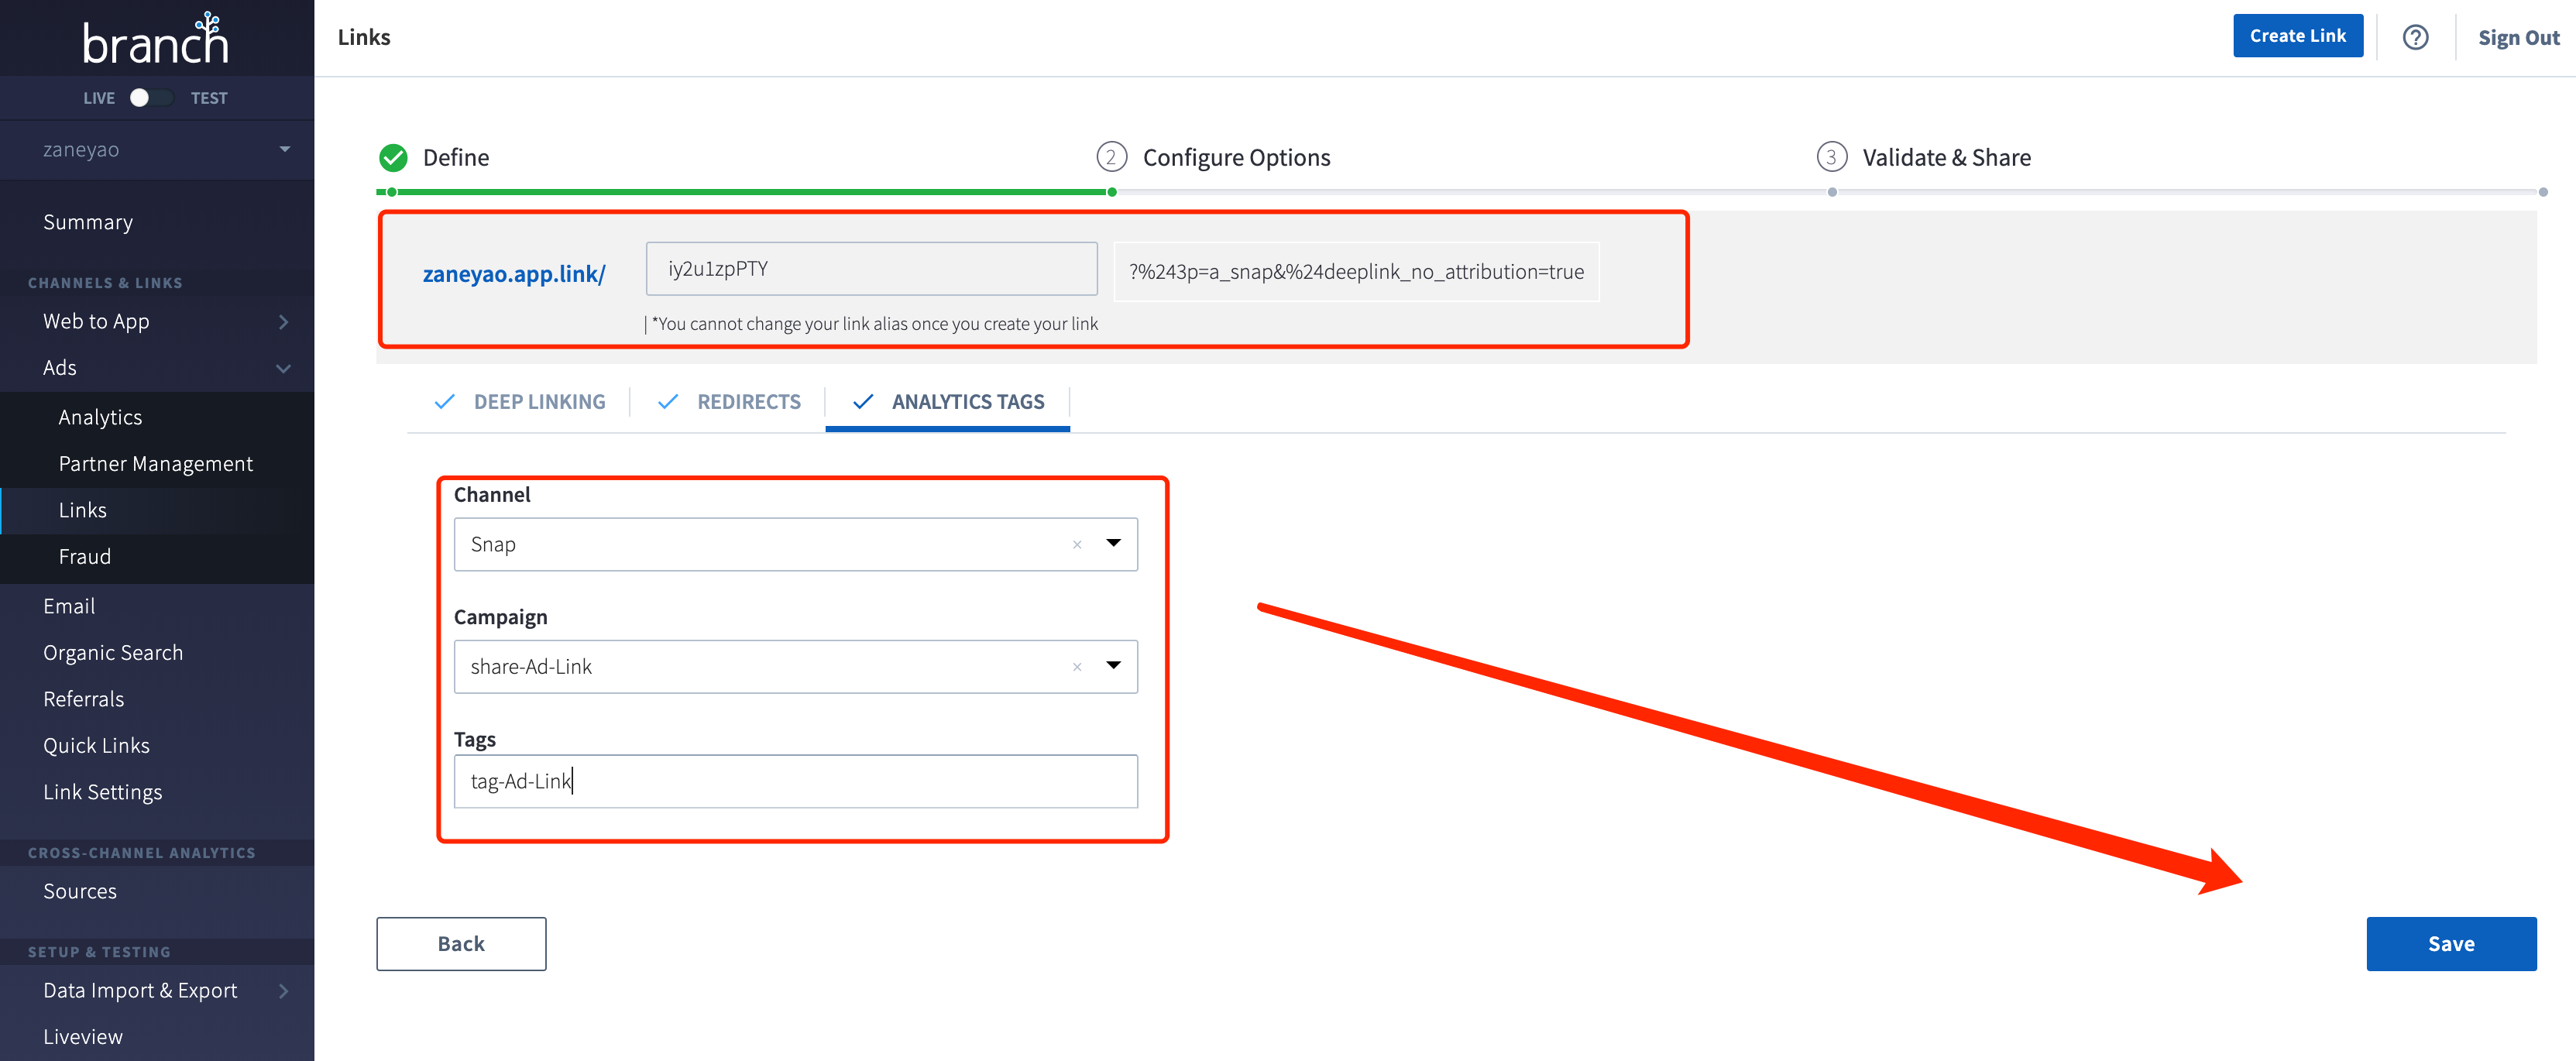 branch
LIVE TEST
zaneyao
Summary
CHANNELS & LINKS
Web to App
Ads
Analytics
Partner Management
Links
Fraud
Email
Organic Search
Referrals
Quick Links
Link Settings
CROSS-CHANNEL ANALYTICS
Sources
SETUP & TESTING
Data Import & Export
Liveview
Links
Create Link
?
Sign Out
Define
2 Configure Options
3 Validate & Share
zaneyao.app.link/ iy2u1zpPTY ?%243p=a_snap&%24deeplink_no_attribution=true
| *You cannot change your link alias once you create your link
DEEP LINKING REDIRECTS ANALYTICS TAGS
Channel
Snap ×
Campaign
share-Ad-Link ×
Tags
tag-Ad-Link
Back
Save